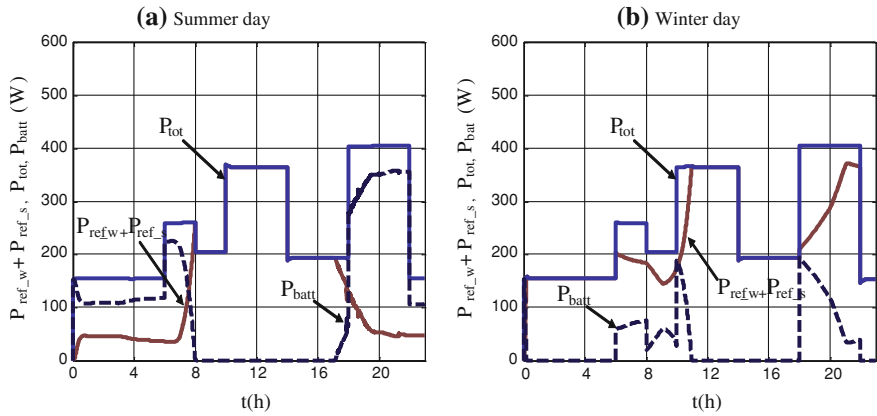 (a) Summer day
P ref_w + P ref_s, P tot, P batt (W)
600
500
400
300
200
100
0
P tot
P ref_w+ P ref_s
P batt
0 4 8 12 16 20
t(h)
(b) Winter day
P ref_w + P ref_s, P tot, P bat (W)
600
500
400
300
200
100
0
P tot
P batt
P ref_w+ P ref_s
0 4 8 12 16 20
t(h)